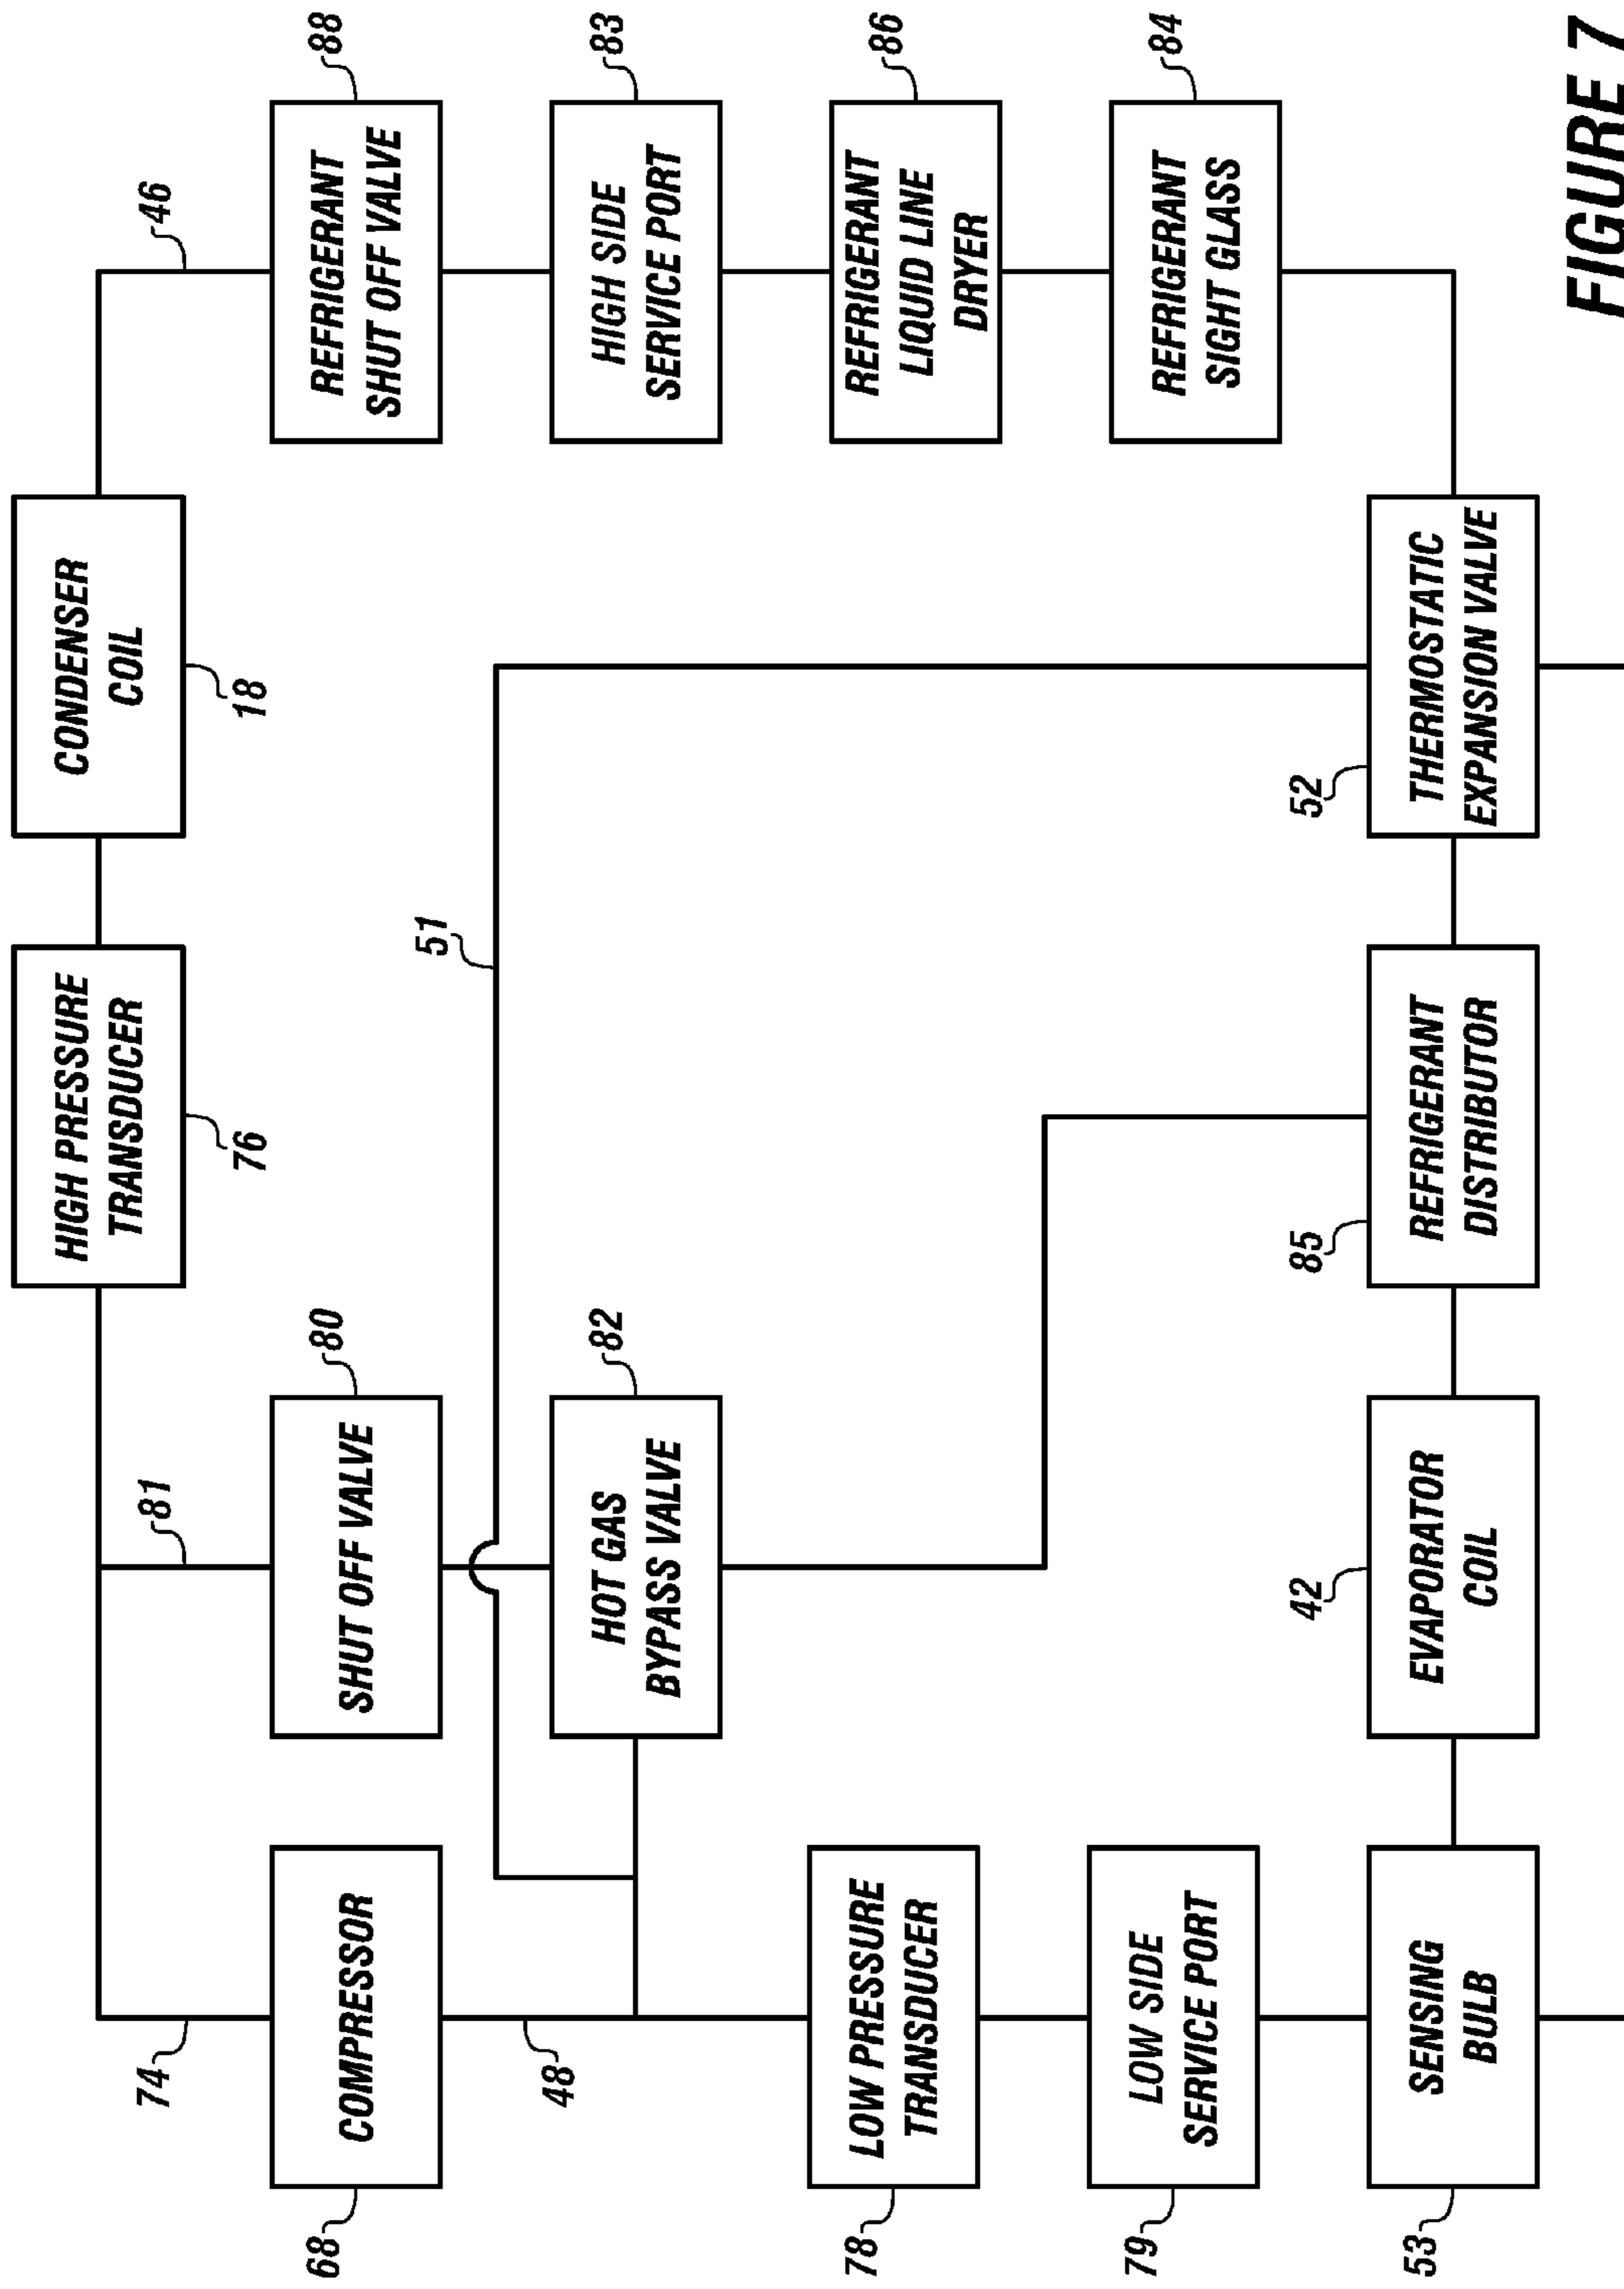 HIGH PRESSURE
TRANSDUCER
CONDENSER
COIL
74
81
46
76
18
68
COMPRESSOR
SHUT OFF VALVE
80
REFRIGERANT
SHUT OFF VALVE
88
51
48
HOT GAS
BYPASS VALVE
82
HIGH SIDE
SERVICE PORT
83
78
LOW PRESSURE
TRANSDUCER
REFRIGERANT
LIQUID LINE
DRYER
86
79
LOW SIDE
SERVICE PORT
REFRIGERANT
SIGHT GLASS
84
42
85
52
53
SENSING
BULB
EVAPORATOR
COIL
REFRIGERANT
DISTRIBUTOR
THERMOSTATIC
EXPANSION VALVE
FIGURE 7